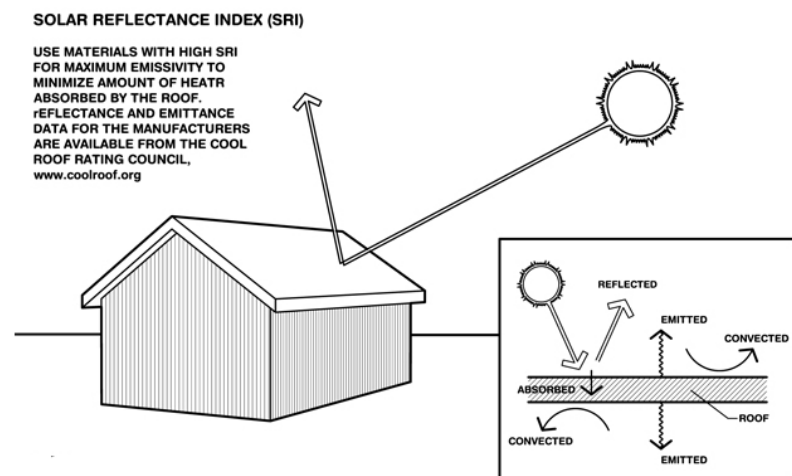 SOLAR REFLECTANCE INDEX (SRI)
USE MATERIALS WITH HIGH SRI
FOR MAXIMUM EMISSIVITY TO
MINIMIZE AMOUNT OF HEATR
ABSORBED BY THE ROOF.
rEFLECTANCE AND EMITTANCE
DATA FOR THE MANUFACTURERS
ARE AVAILABLE FROM THE COOL
ROOF RATING COUNCIL,
www.coolroof.org
REFLECTED
EMITTED
CONVECTED
ABSORBED
ROOF
CONVECTED
EMITTED